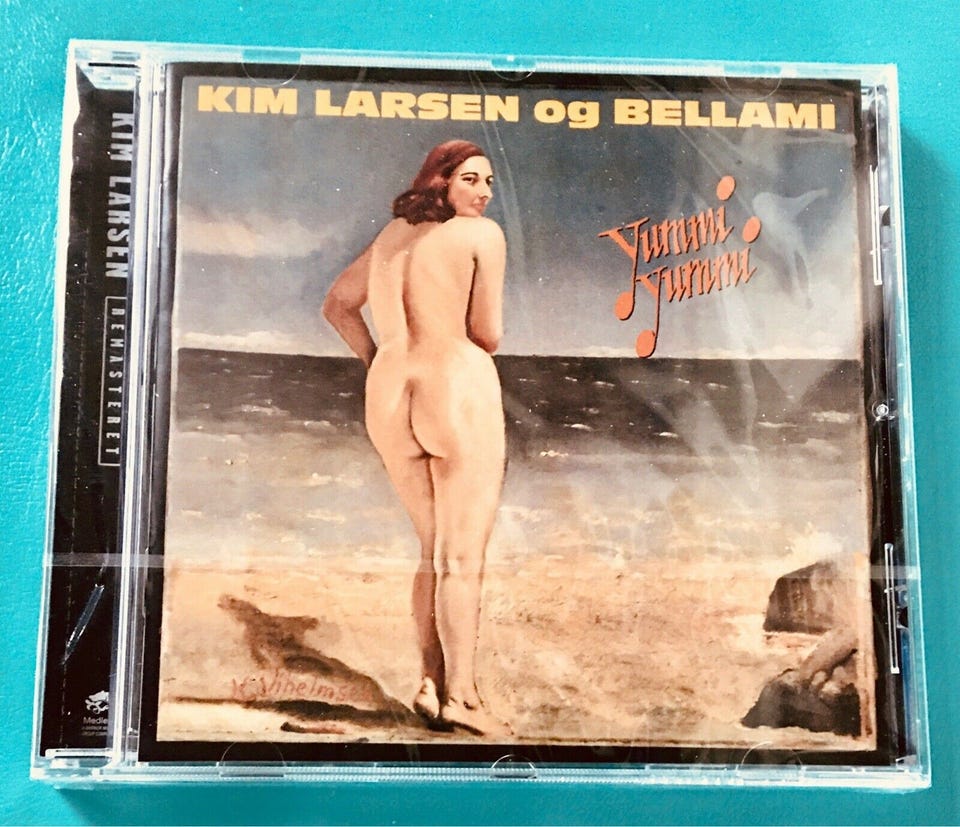 KIM LARSEN og BELLAMI
Yummi
Yummi
KIM LARSEN REMASTERET